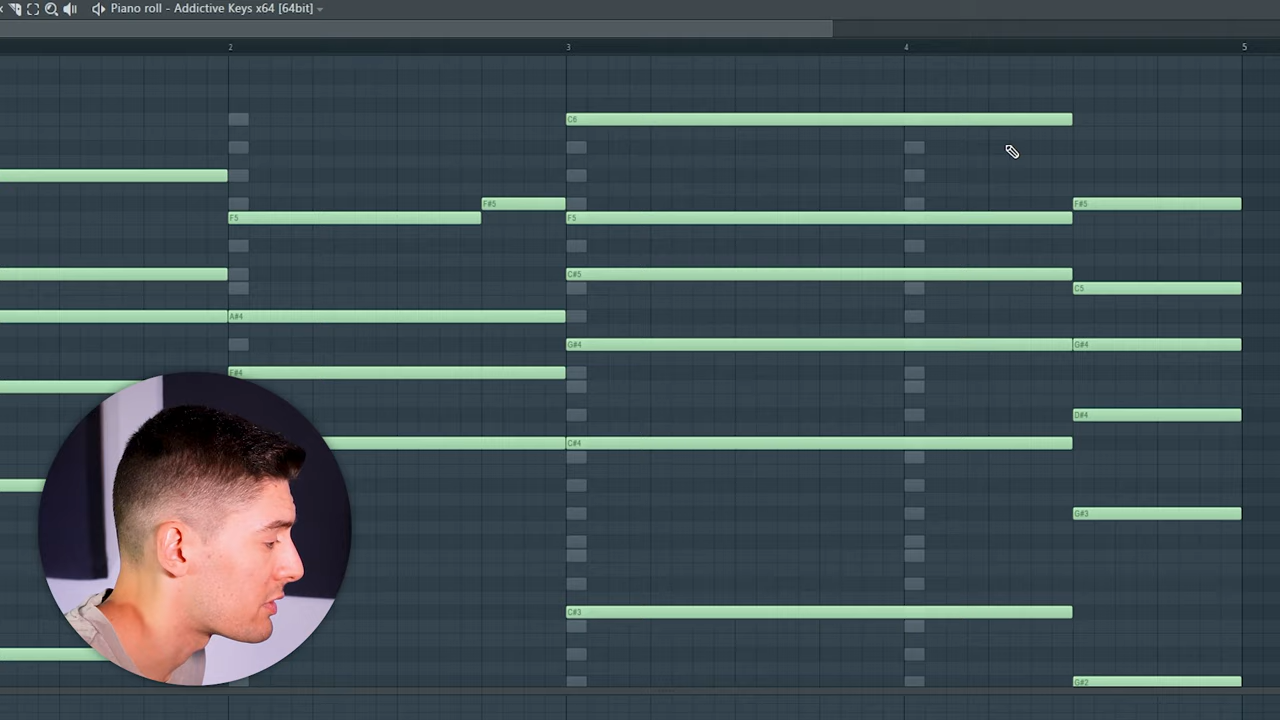 Piano roll - Addictive Keys x64 [64bit]
2 3 4 5
C6
F#5 F#5
F5 F5
C#5
C5
A#4
G#4 G#4
F#4
D#4
C#4
G#3
C#3
G#2